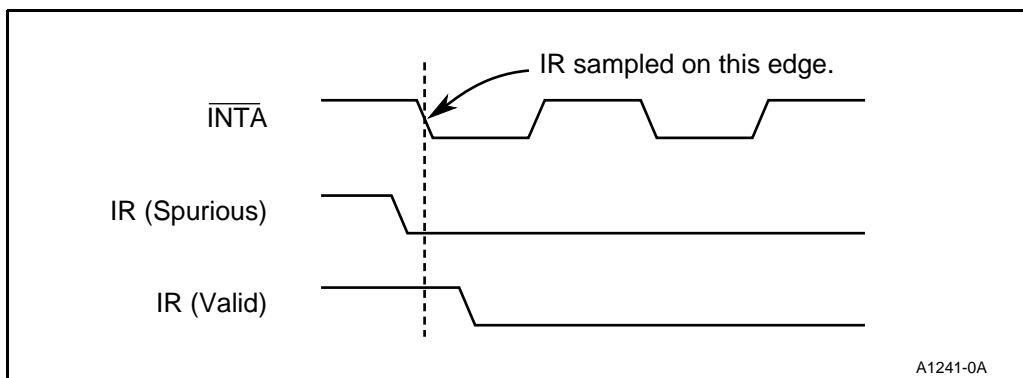 IR sampled on this edge.
INTA
IR (Spurious)
IR (Valid)
A1241-0A